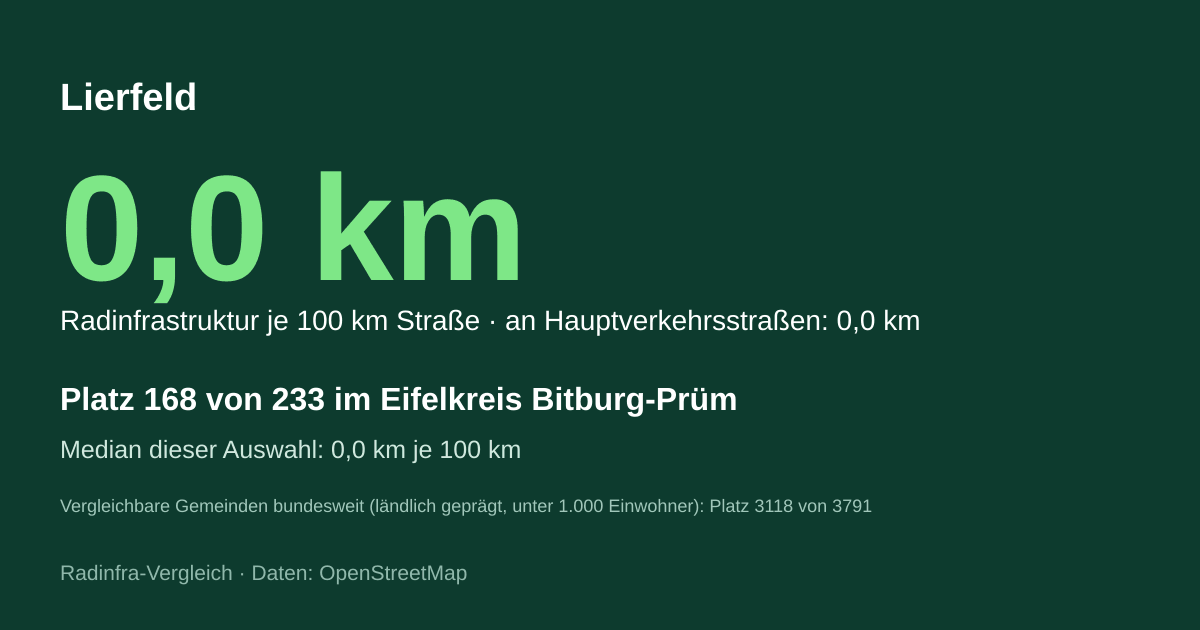 Lierfeld
0,0 km
Radinfrastruktur je 100 km Straße · an Hauptverkehrsstraßen: 0,0 km
Platz 168 von 233 im Eifelkreis Bitburg-Prüm
Median dieser Auswahl: 0,0 km je 100 km
Vergleichbare Gemeinden bundesweit (ländlich geprägt, unter 1.000 Einwohner): Platz 3118 von 3791
Radinfra-Vergleich · Daten: OpenStreetMap